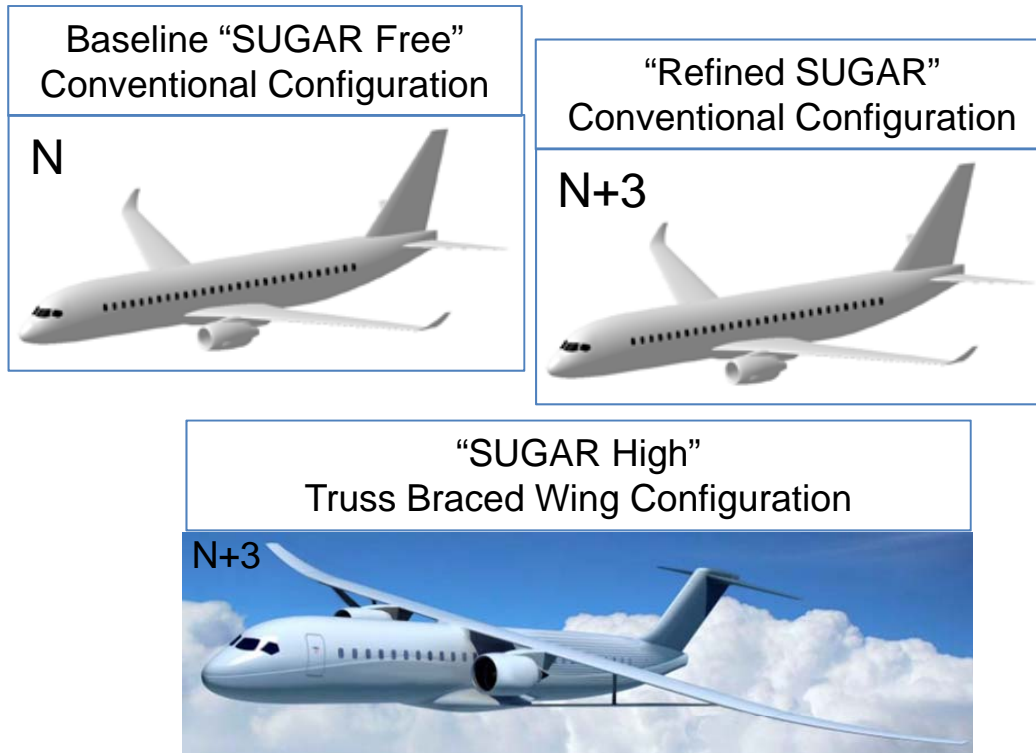 Baseline “SUGAR Free”
Conventional Configuration
N
“Refined SUGAR”
Conventional Configuration
N+3
“SUGAR High”
Truss Braced Wing Configuration
N+3